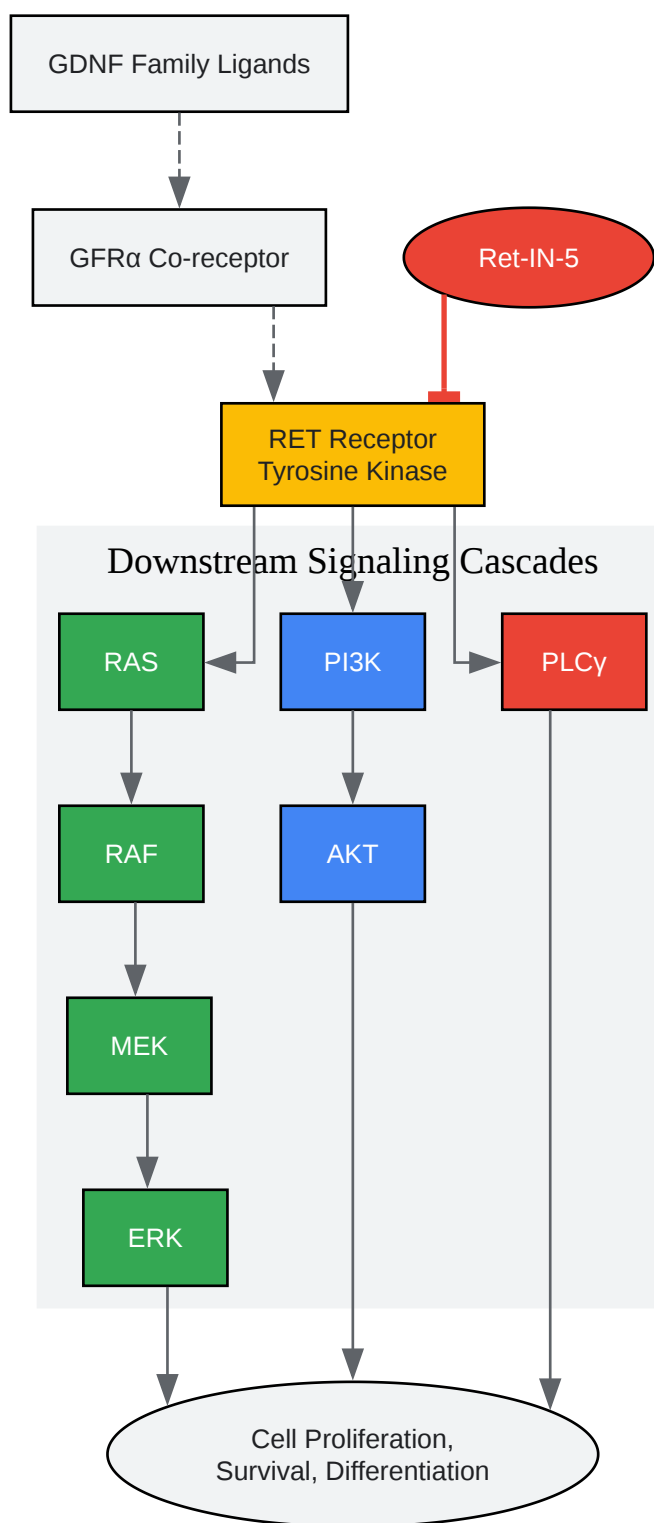 GDNF Family Ligands
GFRα Co-receptor
Ret-IN-5
RET Receptor
Tyrosine Kinase
Downstream Signaling Cascades
RAS
PI3K
PLCγ
RAF
AKT
MEK
ERK
Cell Proliferation,
Survival, Differentiation